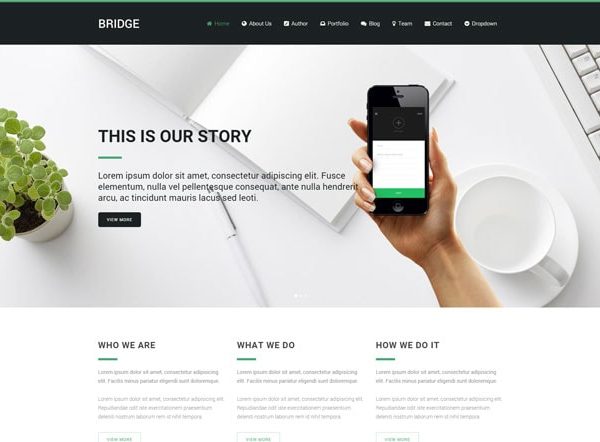 BRIDGE
Home About Us Author Portfolio Blog Team Contact Dropdown
THIS IS OUR STORY
Lorem ipsum dolor sit amet, consectetur adipiscing elit. Fusce
elementum, nulla vel pellentesque consequat, ante nulla hendrerit
arcu, ac tincidunt mauris lacus sed leoti.
VIEW MORE
WHO WE ARE
Lorem ipsum dolor sit amet, consectetur adipiscing
elit. Facilis minus pariatur eligendi sunt doloremque.
Lorem ipsum dolor sit amet, consectetur adipiscing elit.
Repudiandae odit iste exercitationem praesentium
deleniti nostrum laborum rem id nihil tempora.
VIEW MORE
WHAT WE DO
Lorem ipsum dolor sit amet, consectetur adipiscing
elit. Facilis minus pariatur eligendi sunt doloremque.
Lorem ipsum dolor sit amet, consectetur adipiscing elit.
Repudiandae odit iste exercitationem praesentium
deleniti nostrum laborum rem id nihil tempora.
VIEW MORE
HOW WE DO IT
Lorem ipsum dolor sit amet, consectetur adipiscing
elit. Facilis minus pariatur eligendi sunt doloremque.
Lorem ipsum dolor sit amet, consectetur adipiscing elit.
Repudiandae odit iste exercitationem praesentium
deleniti nostrum laborum rem id nihil tempora.
VIEW MORE